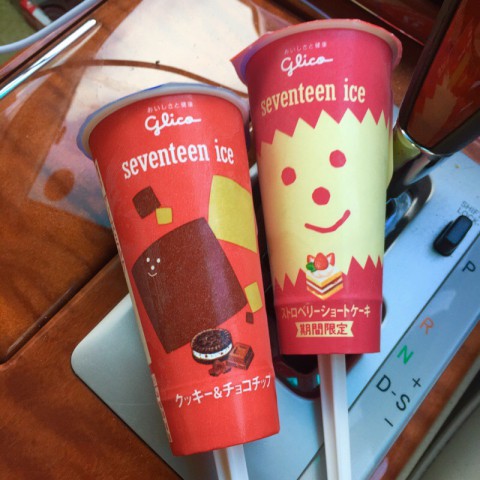 おいしさと健康
Glico
seventeen ice
クッキー&チョコチップ
おいしさと健康
Glico
seventeen ice
ストロベリーショートケーキ
期間限定
SHIFT
LOCK
P
R
N
D-S
+
-